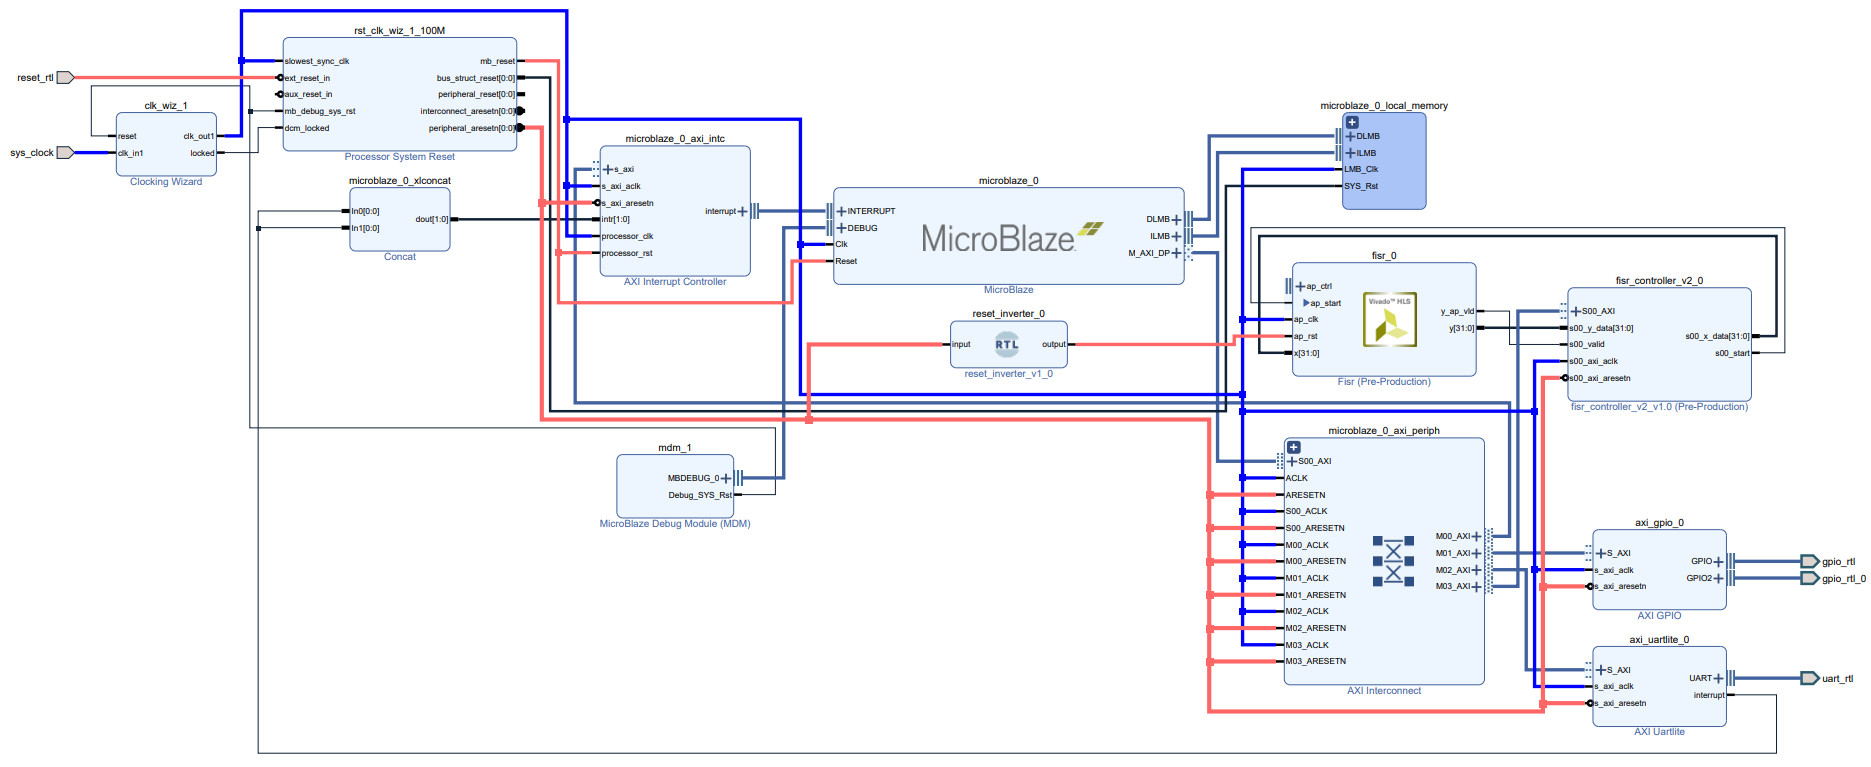 reset_rtl
sys_clock
clk_wiz_1
reset
clk_in1
clk_out1
locked
Clocking Wizard
rst_clk_wiz_1_100M
slowest_sync_clk
ext_reset_in
aux_reset_in
mb_debug_sys_rst
dcm_locked
mb_reset
bus_struct_reset[0:0]
peripheral_reset[0:0]
interconnect_aresetn[0:0]
peripheral_aresetn[0:0]
Processor System Reset
microblaze_0_xlconcat
In0[0:0]
In1[0:0]
dout[1:0]
Concat
microblaze_0_axi_intc
s_axi
s_axi_aclk
s_axi_aresetn
intr[1:0]
processor_clk
processor_rst
interrupt
AXI Interrupt Controller
mdm_1
MBDEBUG_0
Debug_SYS_Rst
MicroBlaze Debug Module (MDM)
microblaze_0
INTERRUPT
DEBUG
Clk
Reset
MicroBlaze
DLMB
ILMB
M_AXI_DP
MicroBlaze
reset_inverter_0
input
RTL
output
reset_inverter_v1_0
microblaze_0_local_memory
DLMB
ILMB
LMB_Clk
SYS_Rst
fisr_0
ap_ctrl
ap_start
ap_clk
ap_rst
x[31:0]
Vivado™ HLS
y_ap_vld
y[31:0]
Fisr (Pre-Production)
fisr_controller_v2_0
S00_AXI
s00_y_data[31:0]
s00_valid
s00_axi_aclk
s00_axi_aresetn
s00_x_data[31:0]
s00_start
fisr_controller_v2_v1.0 (Pre-Production)
microblaze_0_axi_periph
S00_AXI
ACLK
ARESETN
S00_ACLK
S00_ARESETN
M00_ACLK
M00_ARESETN
M01_ACLK
M01_ARESETN
M02_ACLK
M02_ARESETN
M03_ACLK
M03_ARESETN
M00_AXI
M01_AXI
M02_AXI
M03_AXI
AXI Interconnect
axi_gpio_0
S_AXI
s_axi_aclk
s_axi_aresetn
GPIO
GPIO2
AXI GPIO
gpio_rtl
gpio_rtl_0
axi_uartlite_0
S_AXI
s_axi_aclk
s_axi_aresetn
UART
interrupt
AXI Uartlite
uart_rtl